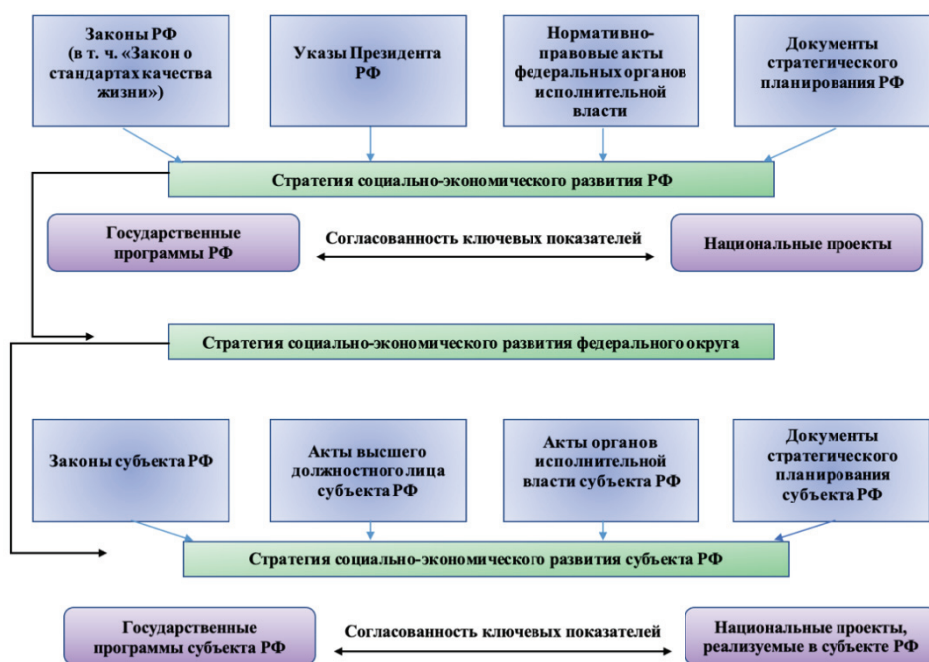 Законы РФ
(в т. ч. «Закон о
стандартах качества
жизни»)
Указы Президента
РФ
Нормативно-
правовые акты
федеральных органов
исполнительной
власти
Документы
стратегического
планирования РФ
Стратегия социально-экономического развития РФ
Государственные
программы РФ
Согласованность ключевых показателей
Национальные проекты
Стратегия социально-экономического развития федерального округа
Законы субъекта РФ
Акты высшего
должностного лица
субъекта РФ
Акты органов
исполнительной
власти субъекта РФ
Документы
стратегического
планирования
субъекта РФ
Стратегия социально-экономического развития субъекта РФ
Государственные
программы субъекта РФ
Согласованность ключевых показателей
Национальные проекты,
реализуемые в субъекте РФ